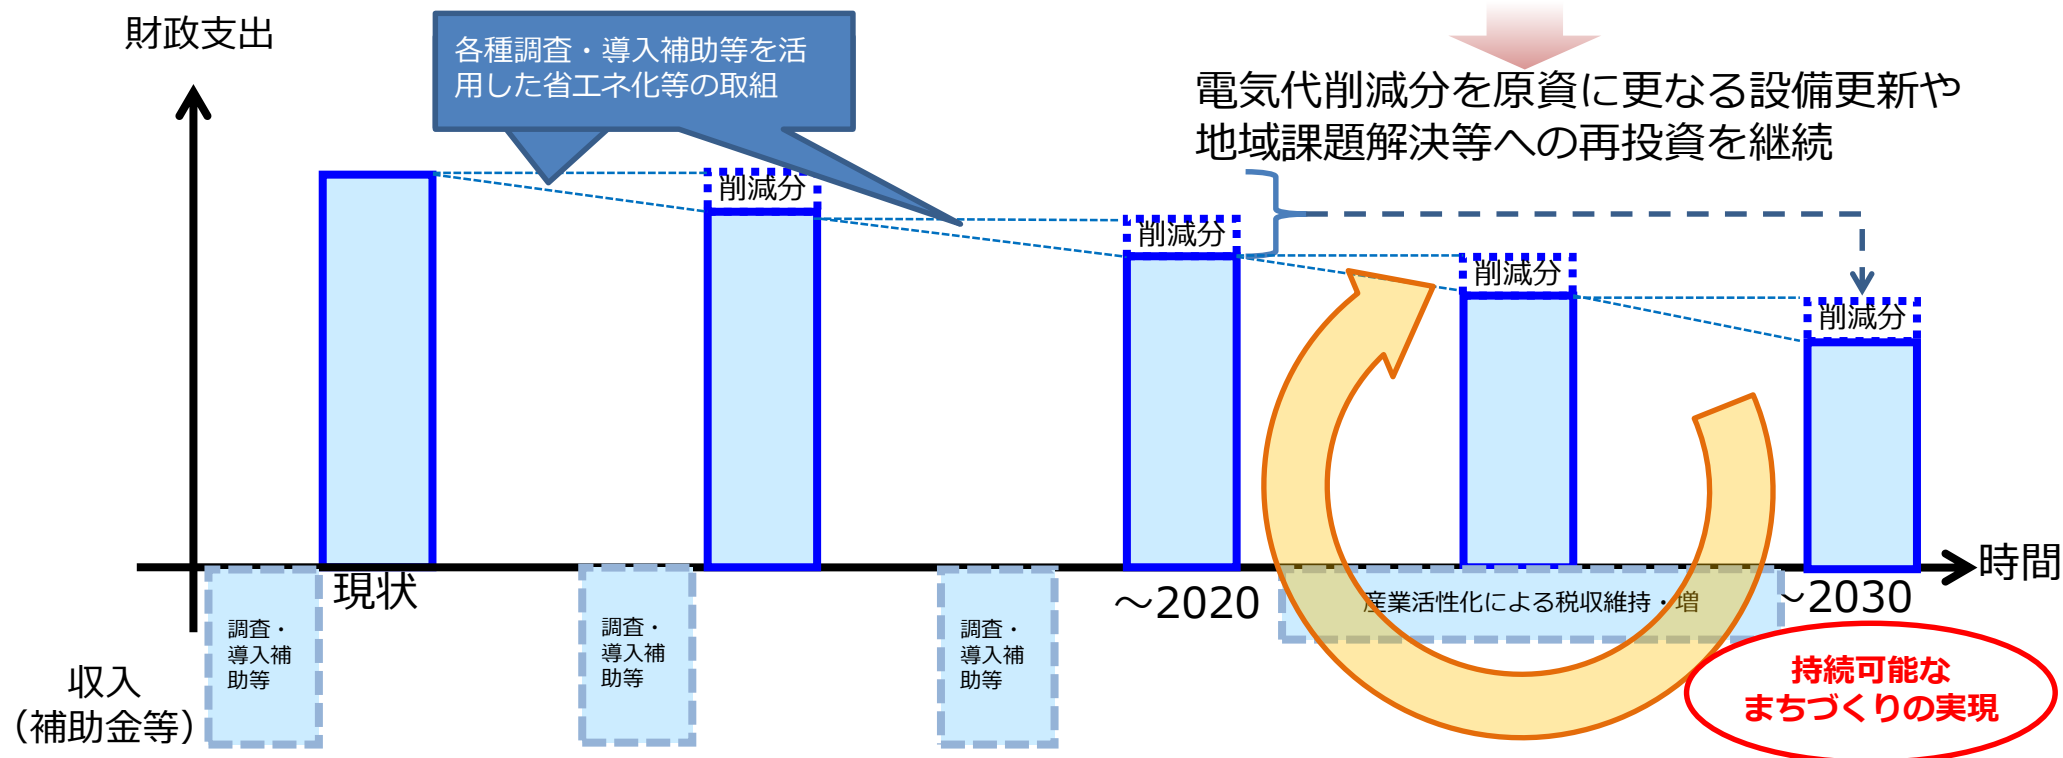 財政支出
各種調査・導入補助等を活
用した省エネ化等の取組
電気代削減分を原資に更なる設備更新や
地域課題解決等への再投資を継続
削減分
削減分
削減分
削減分
時間
現状
～2020
～2030
産業活性化による税収維持・増
調査・
導入補
助等
調査・
導入補
助等
調査・
導入補
助等
収入
（補助金等）
持続可能な
まちづくりの実現